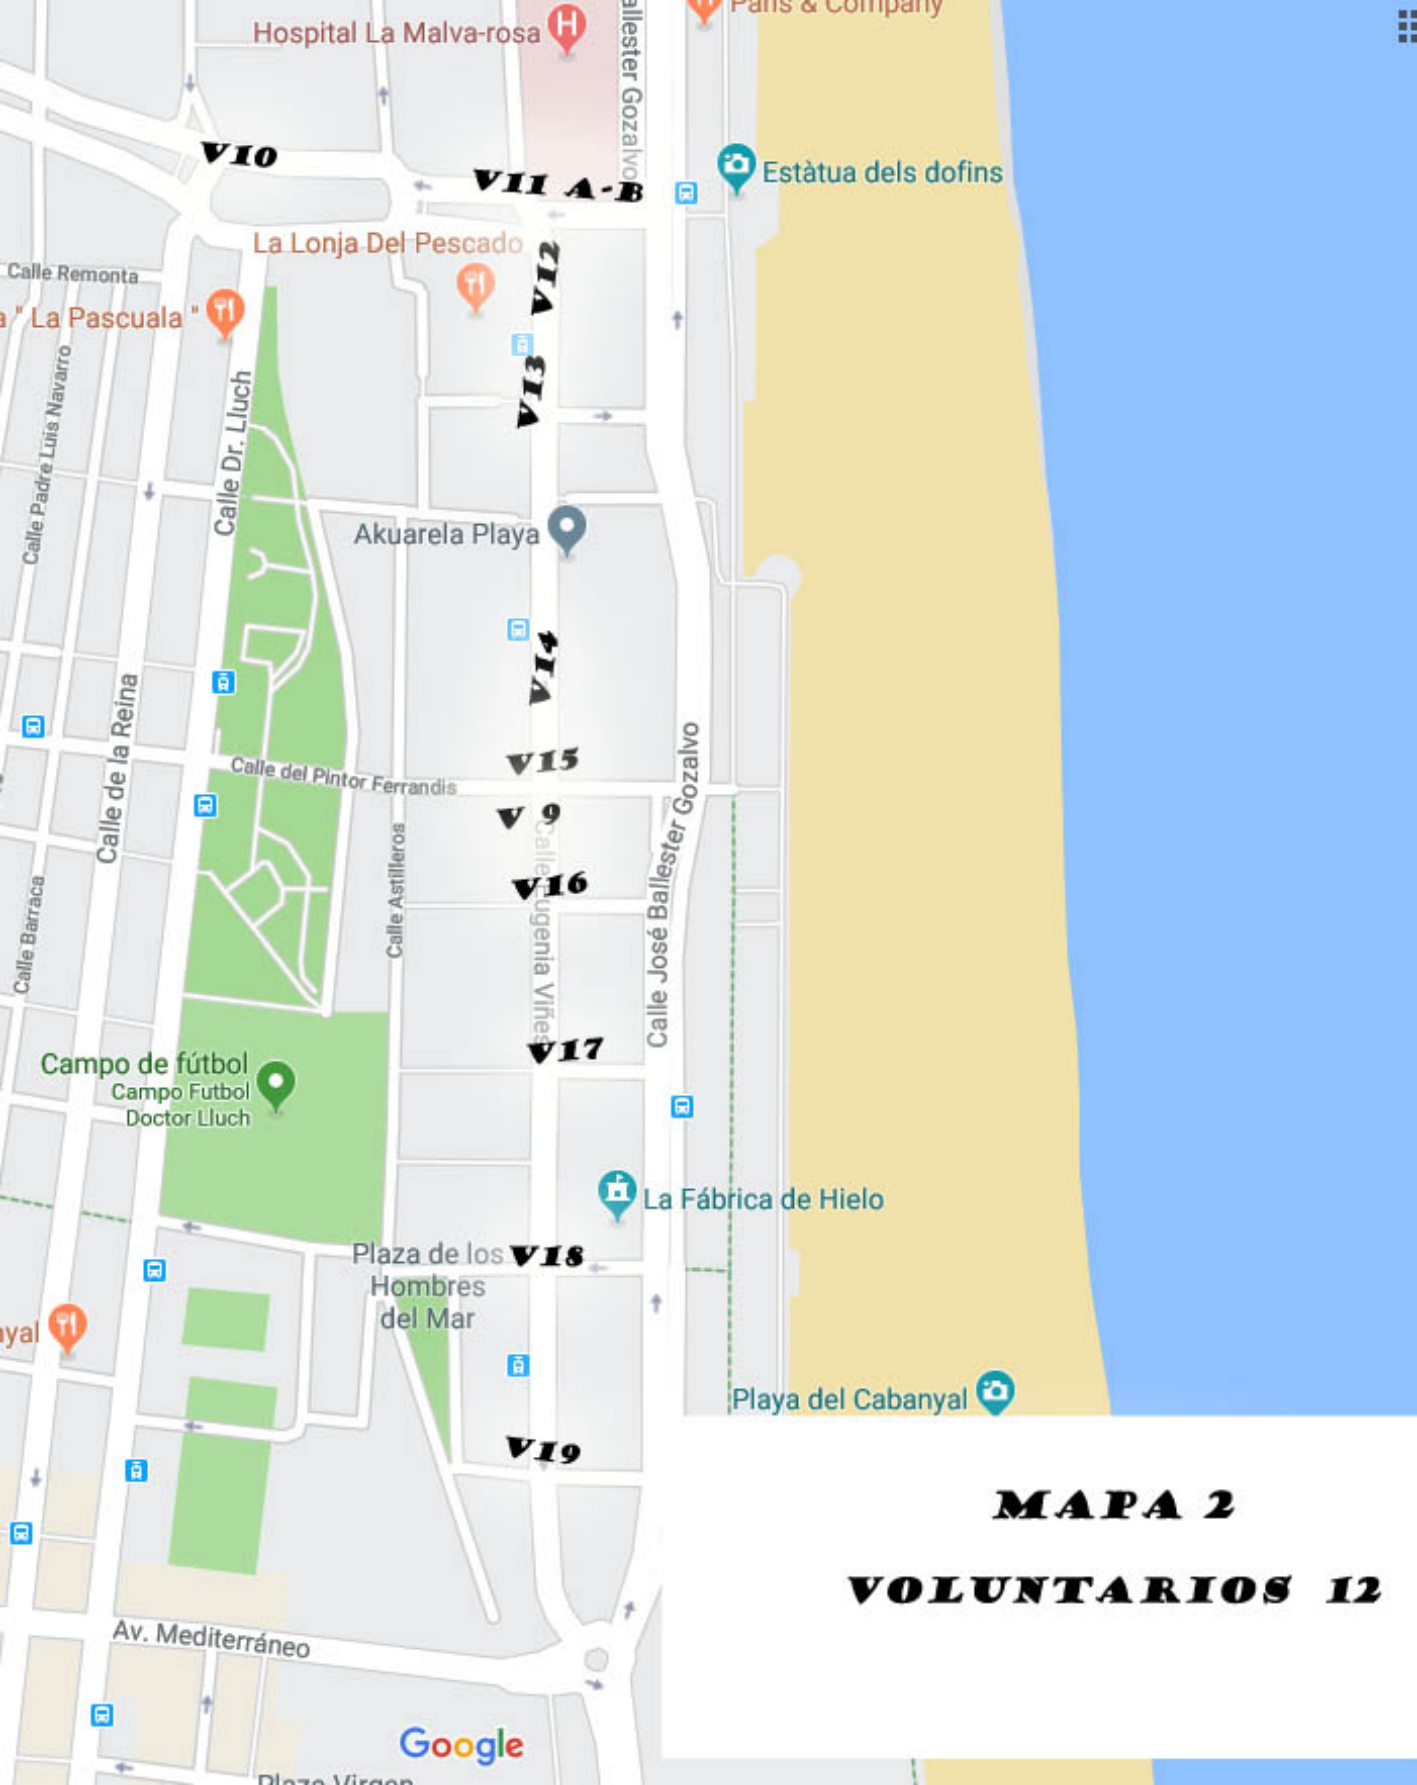 Paris & Company
Hospital La Malva-rosa
H
allester Gozalvo
V10
V11 A-B
Estàtua dels dofins
La Lonja Del Pescado
V12
Calle Remonta
a " La Pascuala "
V13
Calle Padre Luis Navarro
Calle Dr. Lluch
Akuarela Playa
V14
Calle de la Reina
V15
Calle del Pintor Ferrandis
V 9
Calle José Ballester Gozalvo
Calle Astilleros
Calle Eugenia Viñes
V16
Calle Barraca
V17
Campo de fútbol
Campo Futbol
Doctor Lluch
La Fábrica de Hielo
Plaza de los
Hombres
del Mar
V18
ayal
Playa del Cabanyal
V19
MAPA 2
VOLUNTARIOS 12
Av. Mediterráneo
Google
Plaza Virgen